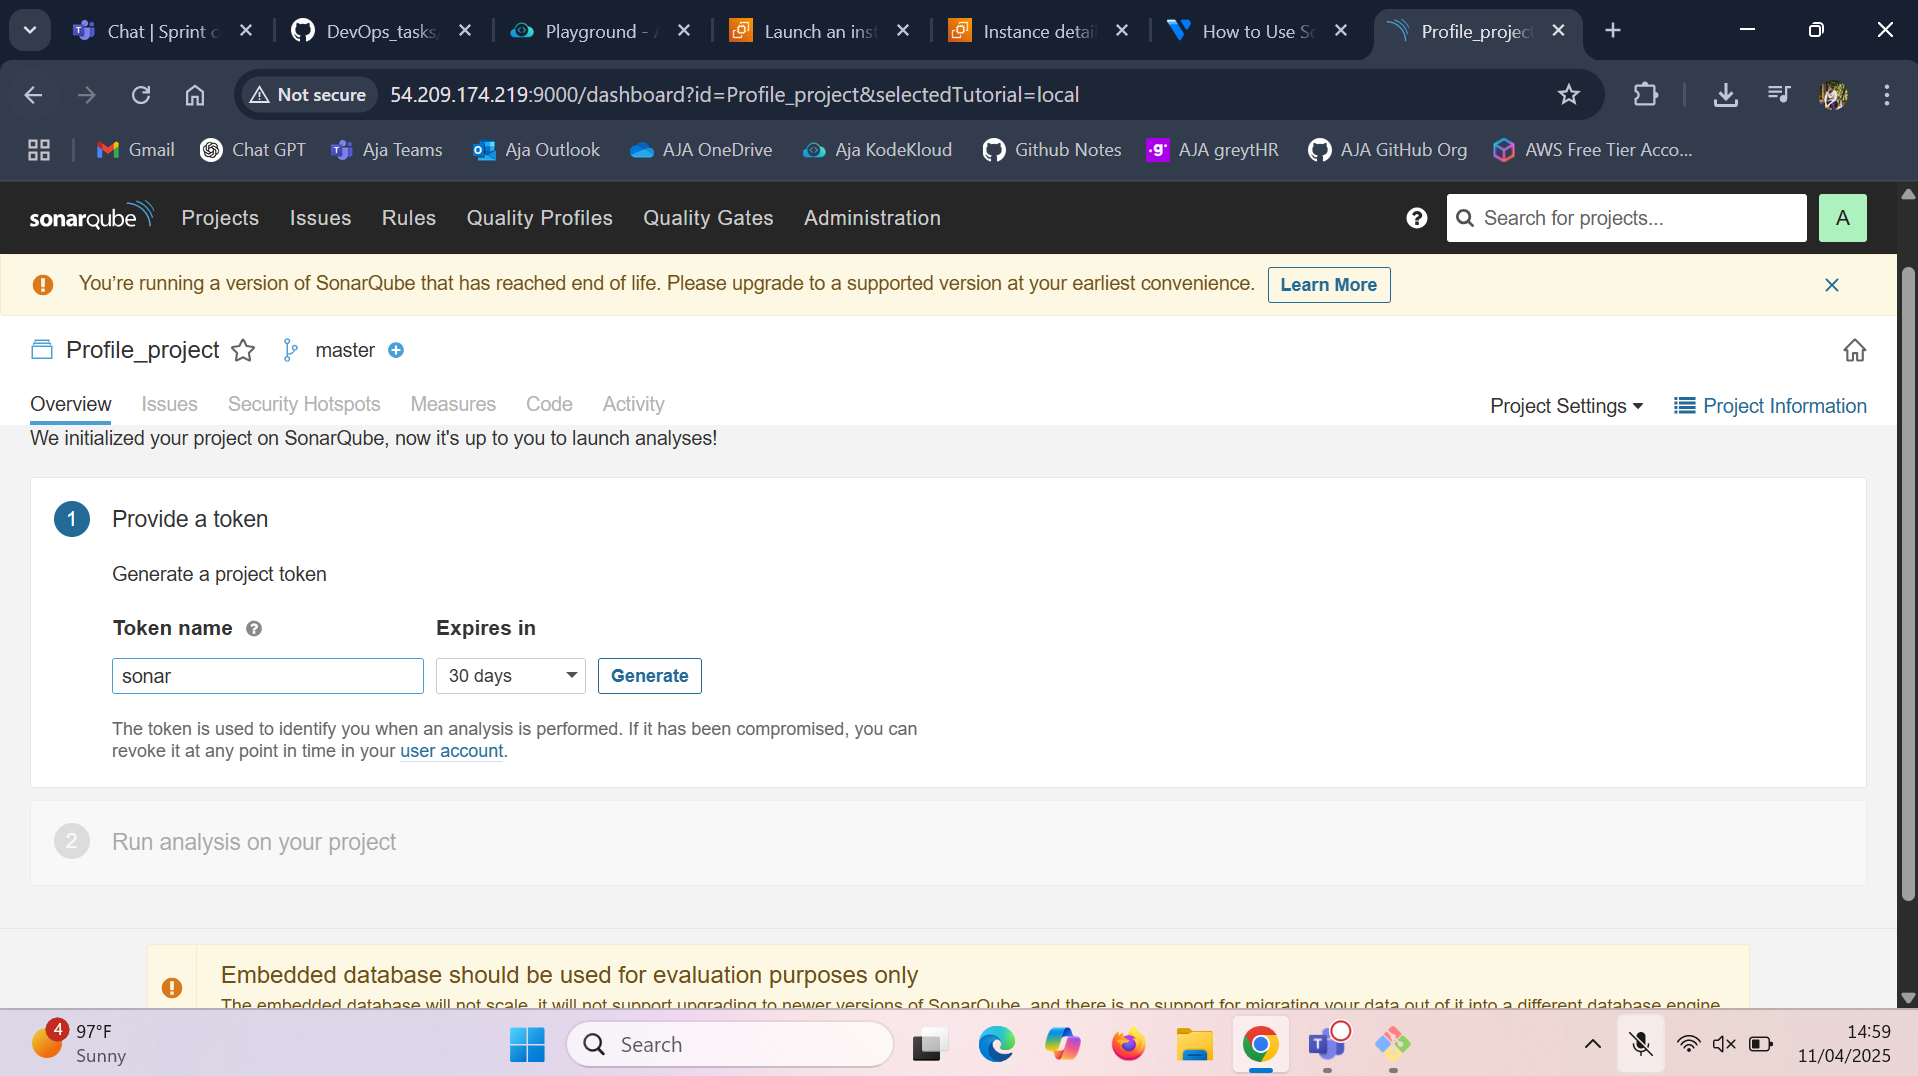 Chat | Sprint c
DevOps_tasks
Playground - A
Launch an inst
Instance detail
How to Use So
Profile_project
Not secure
54.209.174.219:9000/dashboard?id=Profile_project&selectedTutorial=local
Gmail
Chat GPT
Aja Teams
Aja Outlook
AJA OneDrive
Aja KodeKloud
Github Notes
.g
AJA greytHR
AJA GitHub Org
AWS Free Tier Acco...
sonarqube
Projects
Issues
Rules
Quality Profiles
Quality Gates
Administration
Search for projects...
A
You’re running a version of SonarQube that has reached end of life. Please upgrade to a supported version at your earliest convenience.
Learn More
Profile_project
master
Overview
Issues
Security Hotspots
Measures
Code
Activity
Project Settings
Project Information
We initialized your project on SonarQube, now it's up to you to launch analyses!
1
Provide a token
Generate a project token
Token name
Expires in
sonar
30 days
Generate
The token is used to identify you when an analysis is performed. If it has been compromised, you can
revoke it at any point in time in your user account.
2
Run analysis on your project
Embedded database should be used for evaluation purposes only
The embedded database will not scale, it will not support upgrading to newer versions of SonarQube, and there is no support for migrating your data out of it into a different database engine.
4
97°F
Sunny
Search
14:59
11/04/2025